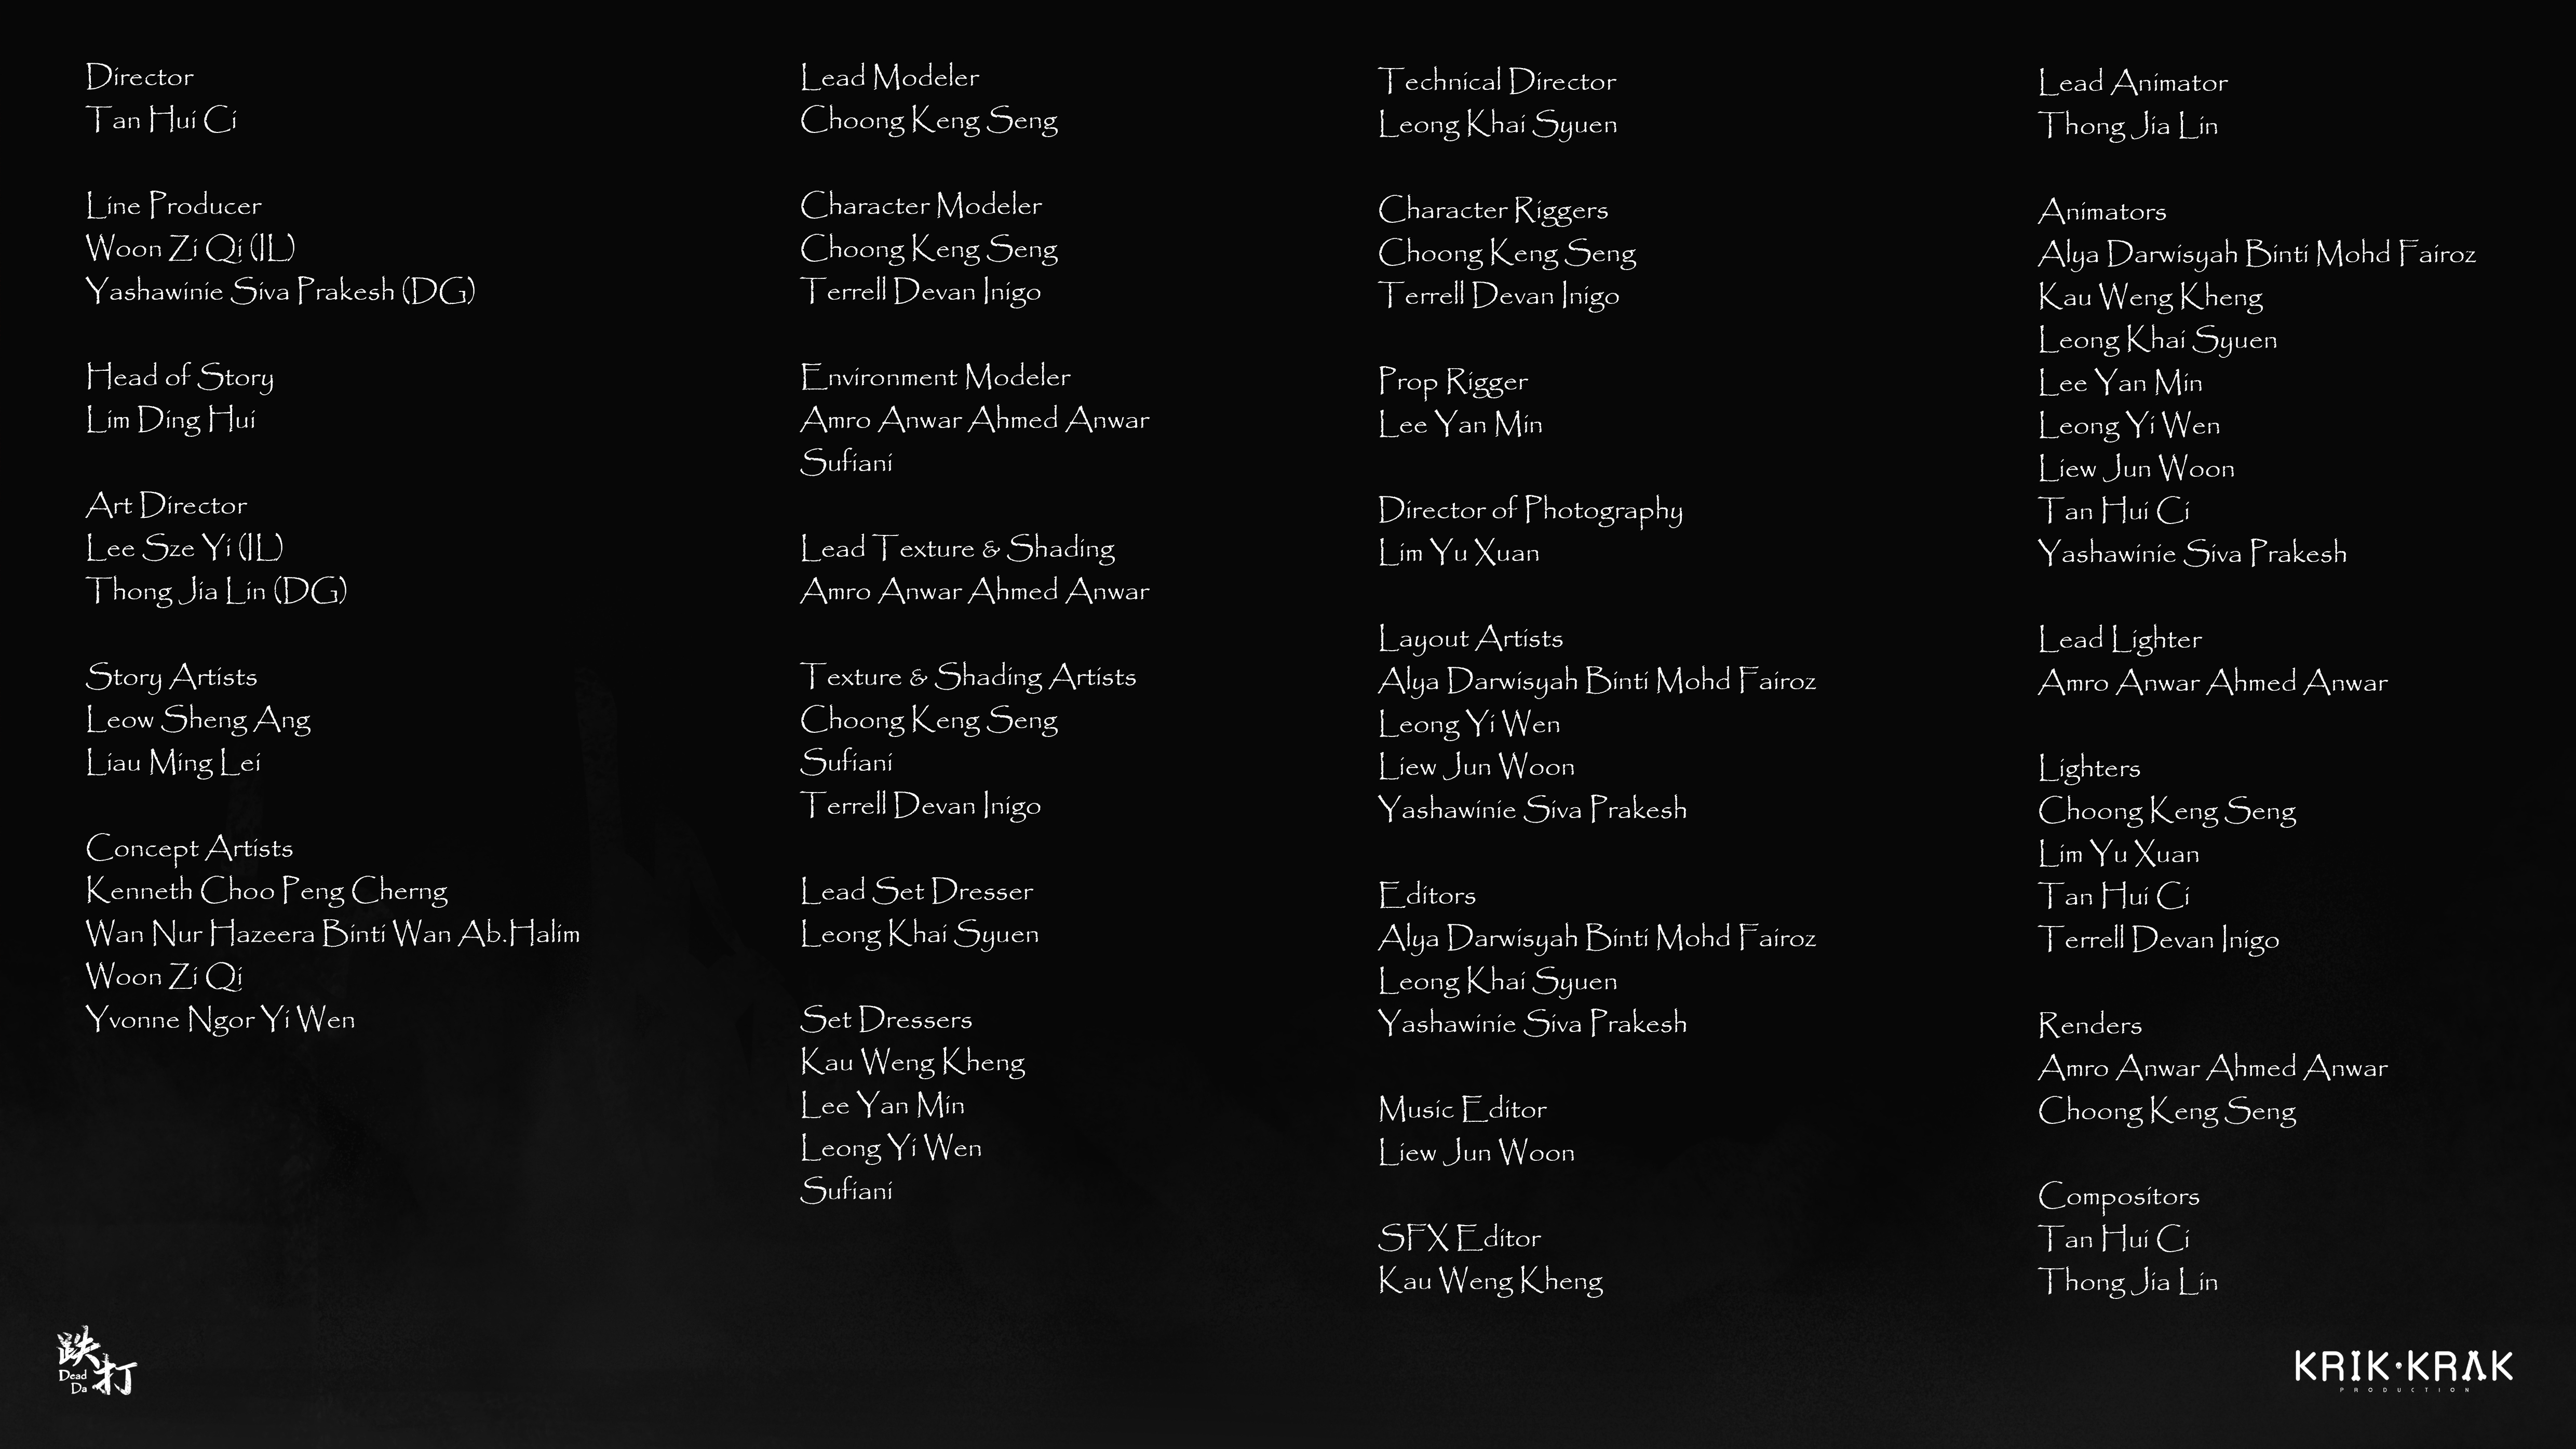 Director
Tan Hui Ci
Line Producer
Woon Zi Qi (IL)
Yashawinie Siva Prakesh (DG)
Head of Story
Lim Ding Hui
Art Director
Lee Sze Yi (IL)
Thong Jia Lin (DG)
Story Artists
Leow Sheng Ang
Liau Ming Lei
Concept Artists
Kenneth Choo Peng Cherng
Wan Nur Hazeera Binti Wan Ab.Halim
Woon Zi Qi
Yvonne Ngor Yi Wen
Lead Modeler
Choong Keng Seng
Character Modeler
Choong Keng Seng
Terrell Devan Inigo
Environment Modeler
Amro Anwar Ahmed Anwar
Sufiani
Lead Texture & Shading
Amro Anwar Ahmed Anwar
Texture & Shading Artists
Choong Keng Seng
Sufiani
Terrell Devan Inigo
Lead Set Dresser
Leong Khai Syuen
Set Dressers
Kau Weng Kheng
Lee Yan Min
Leong Yi Wen
Sufiani
Technical Director
Leong Khai Syuen
Character Riggers
Choong Keng Seng
Terrell Devan Inigo
Prop Rigger
Lee Yan Min
Director of Photography
Lim Yu Xuan
Layout Artists
Alya Darwisyah Binti Mohd Fairoz
Leong Yi Wen
Liew Jun Woon
Yashawinie Siva Prakesh
Editors
Alya Darwisyah Binti Mohd Fairoz
Leong Khai Syuen
Yashawinie Siva Prakesh
Music Editor
Liew Jun Woon
SFX Editor
Kau Weng Kheng
Lead Animator
Thong Jia Lin
Animators
Alya Darwisyah Binti Mohd Fairoz
Kau Weng Kheng
Leong Khai Syuen
Lee Yan Min
Leong Yi Wen
Liew Jun Woon
Tan Hui Ci
Yashawinie Siva Prakesh
Lead Lighter
Amro Anwar Ahmed Anwar
Lighters
Choong Keng Seng
Lim Yu Xuan
Tan Hui Ci
Terrell Devan Inigo
Renders
Amro Anwar Ahmed Anwar
Choong Keng Seng
Compositors
Tan Hui Ci
Thong Jia Lin
跌打
Dead
Da
KRIK·KRAK
PRODUCTION